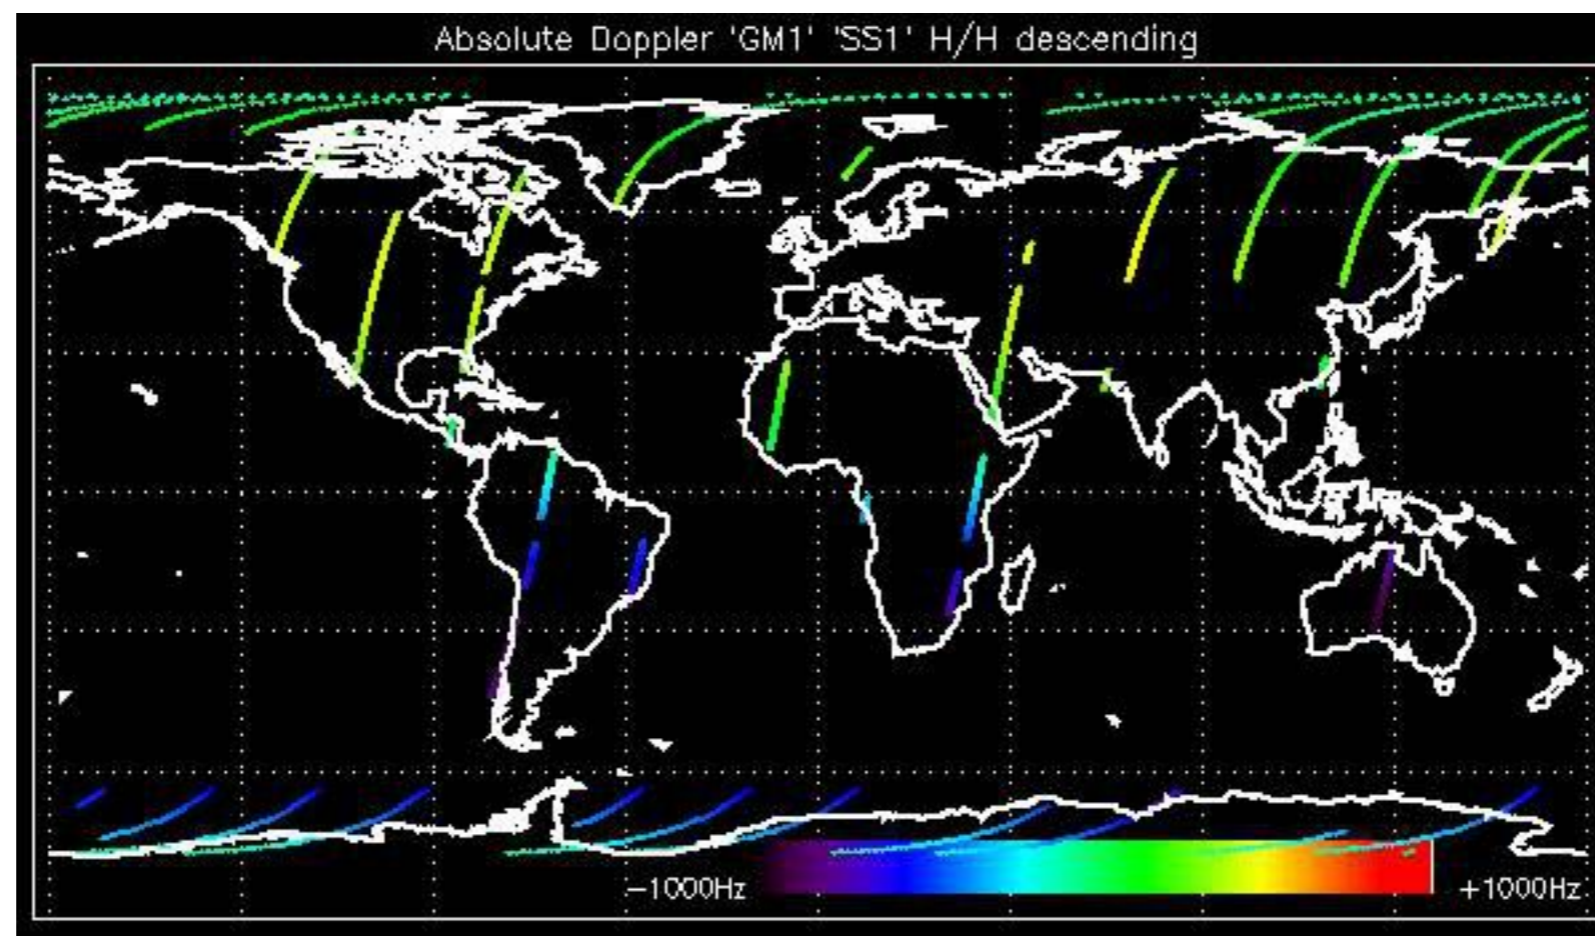 Absolute Doppler 'GM1' 'SS1' H/H descending
−1000Hz +1000Hz